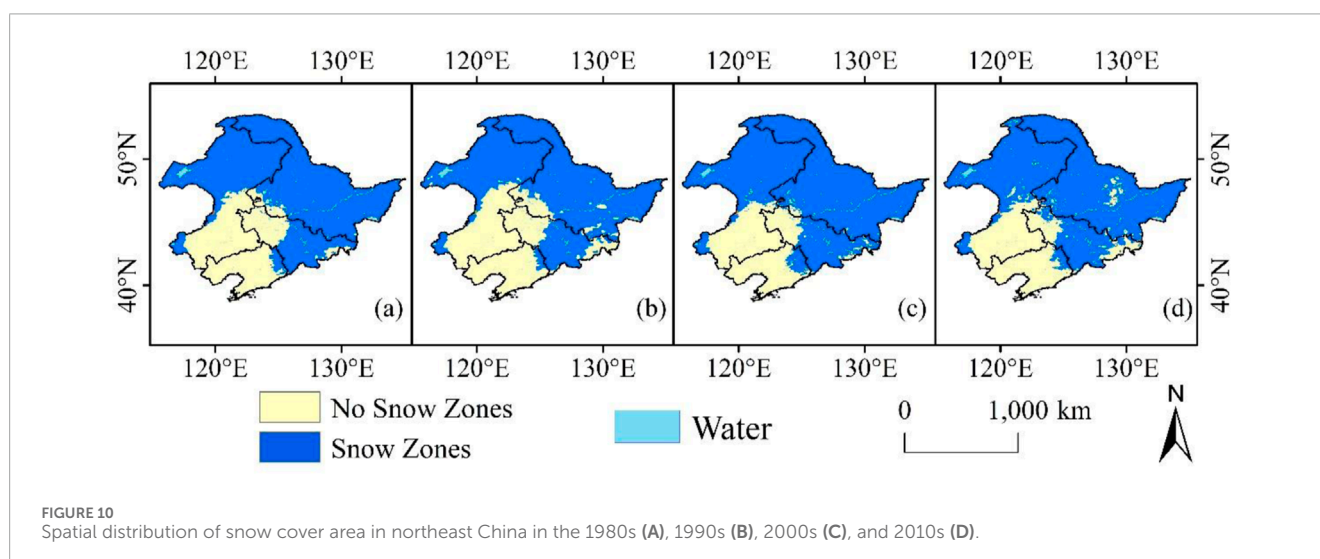 120°E 130°E 120°E 130°E 120°E 130°E 120°E 130°E
50°N 50°N
40°N 40°N
(a) (b) (c) (d)
120°E 130°E 120°E 130°E 120°E 130°E 120°E 130°E
No Snow Zones
Snow Zones
Water
0 1,000 km
N
FIGURE 10
Spatial distribution of snow cover area in northeast China in the 1980s (A), 1990s (B), 2000s (C), and 2010s (D).